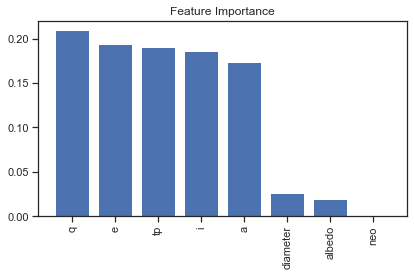 Feature Importance
0.20
0.15
0.10
0.05
0.00
q
e
tp
i
a
diameter
albedo
neo